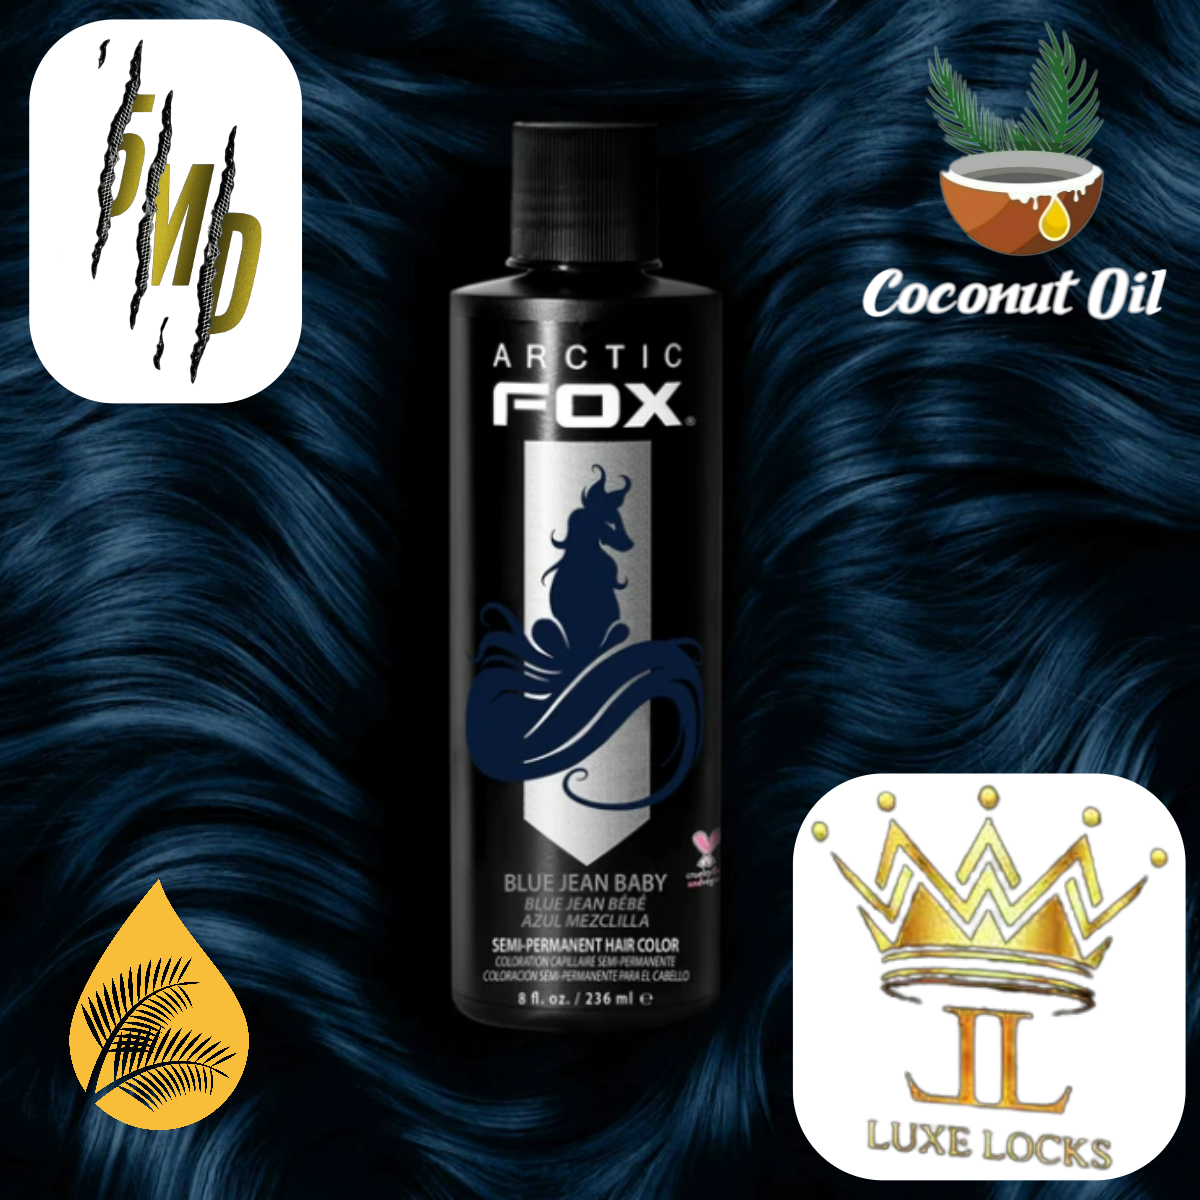 5MD
Coconut Oil
ARCTIC
FOX®
BLUE JEAN BABY
BLUE JEAN BÉBÉ
AZUL MEZCLILLA
SEMI-PERMANENT HAIR COLOR
COLORATION CAPILLAIRE SEMI-PERMANENTE
COLORACION SEMI-PERMANENTE PARA EL CABELLO
8 fl. oz. / 236 ml ℮
LL
LUXE LOCKS